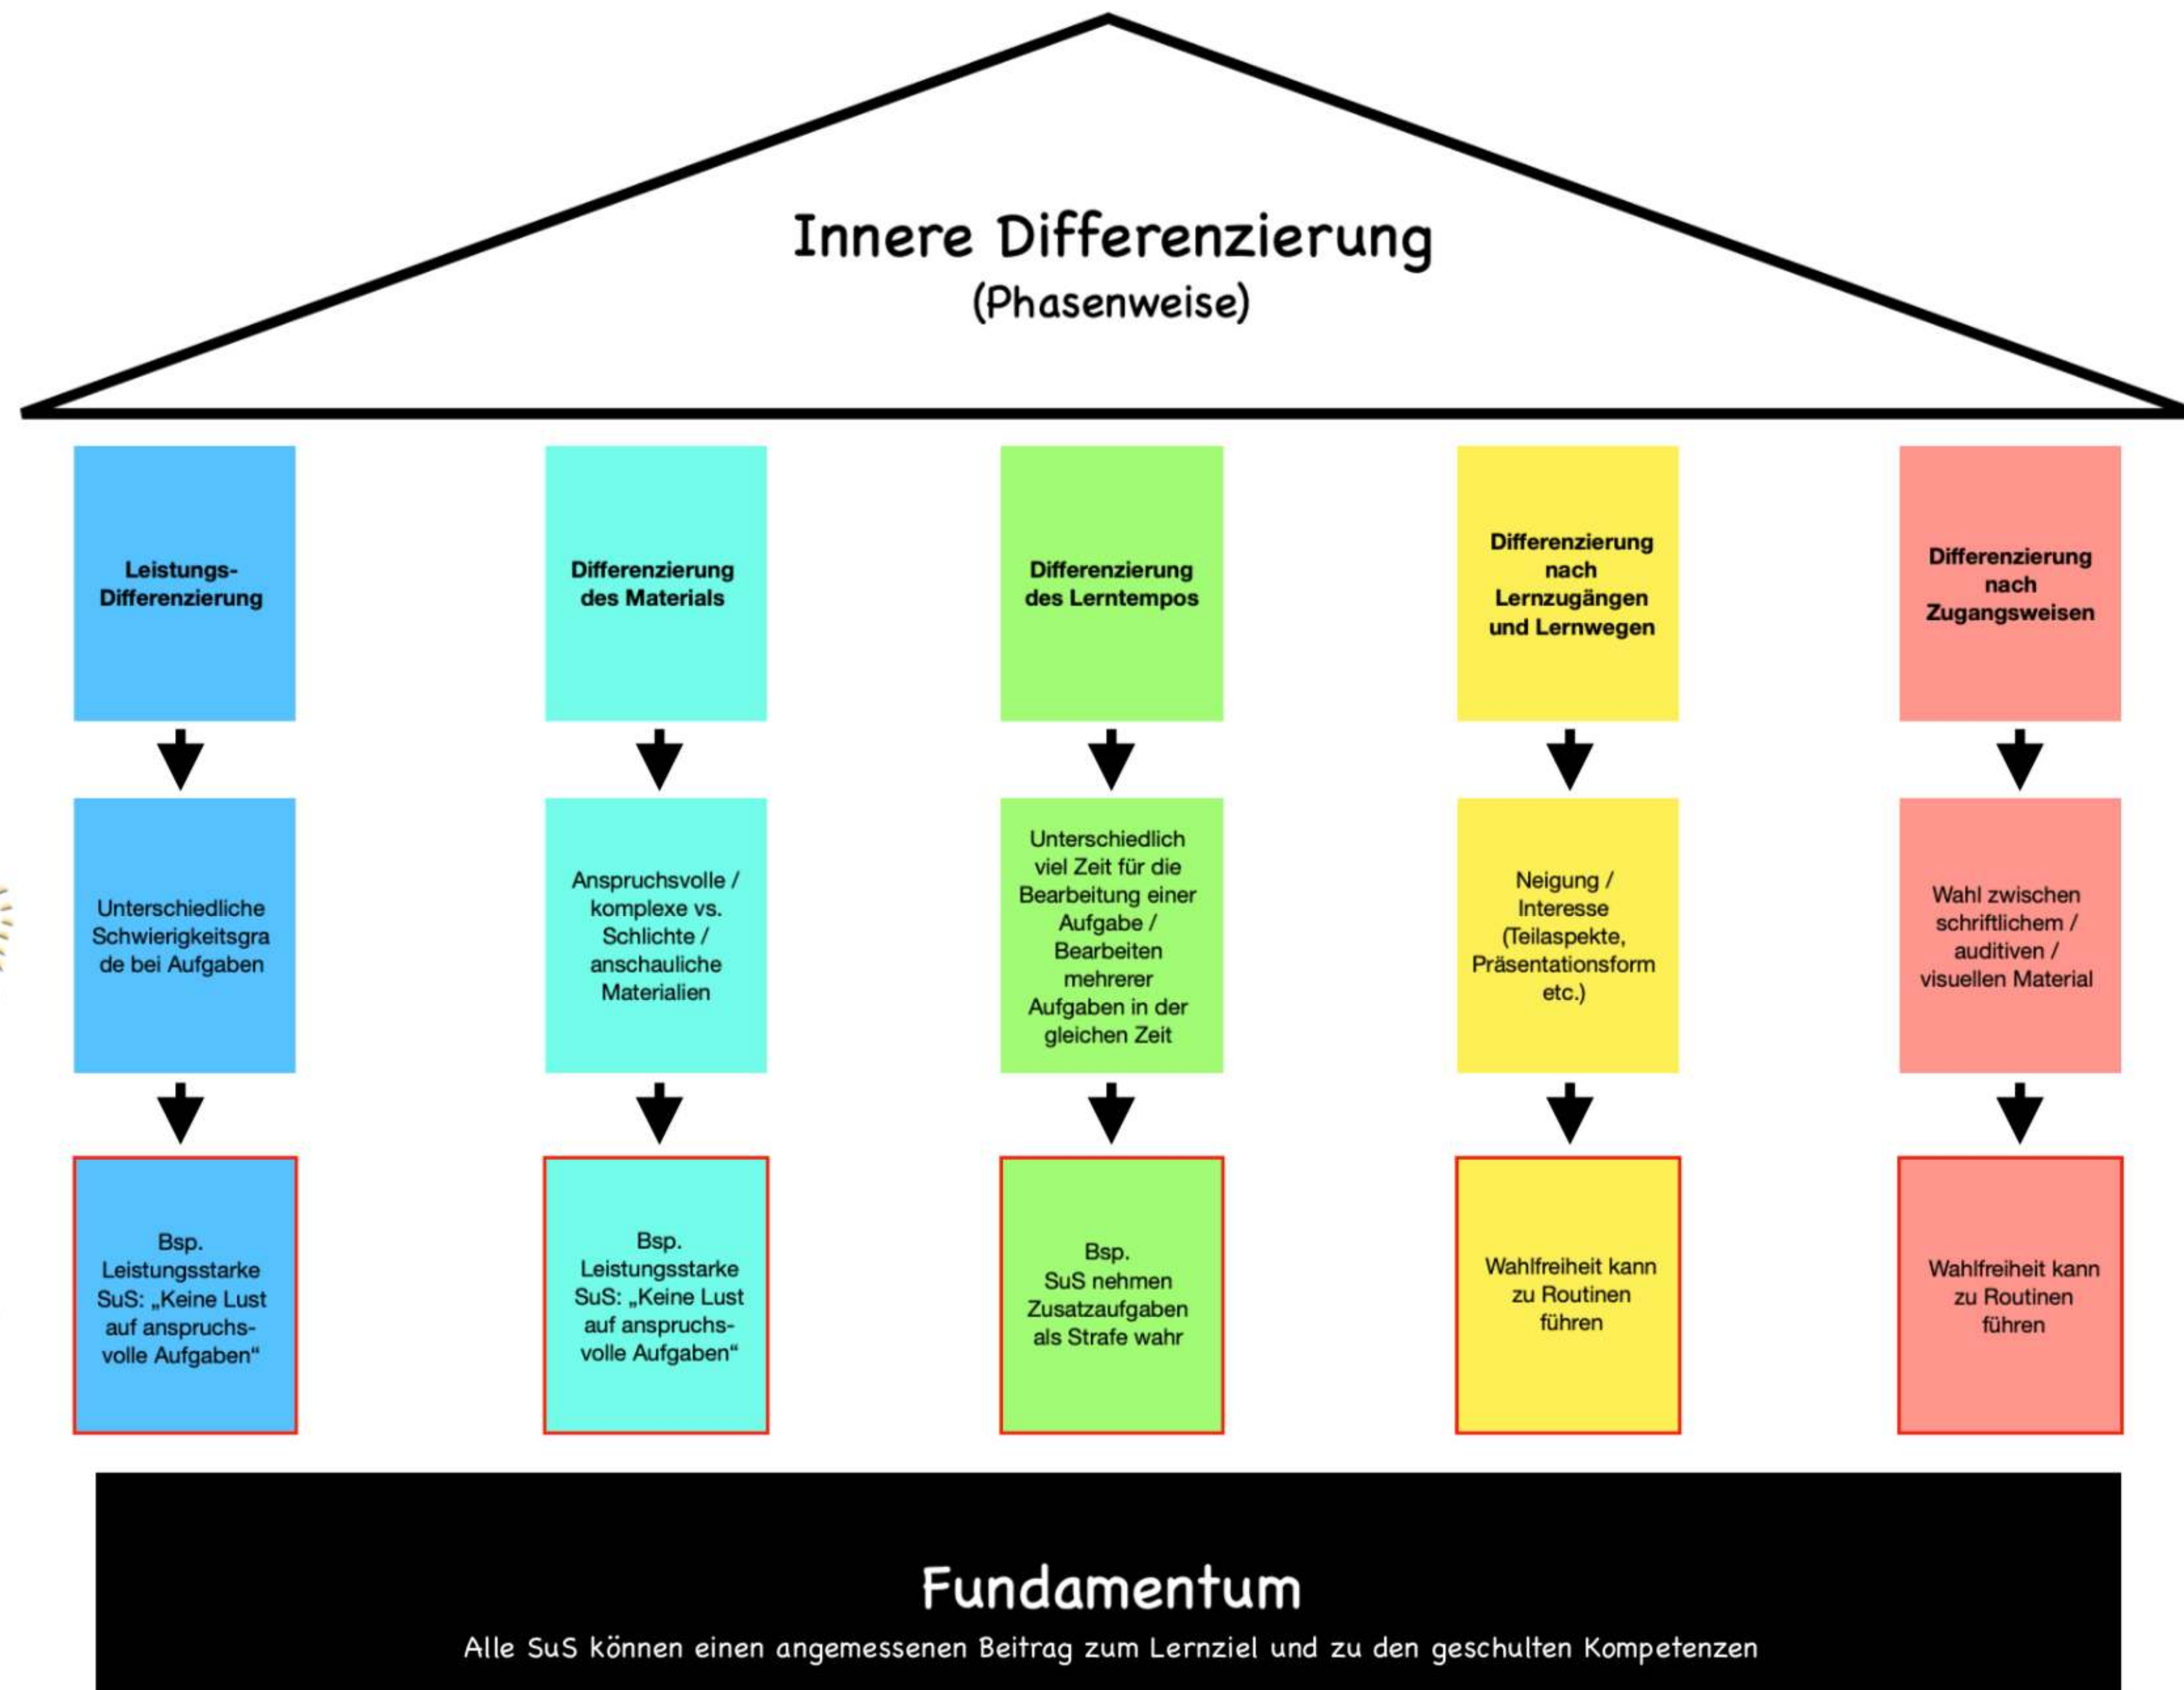 Innere Differenzierung
(Phasenweise)
Leistungs-
Differenzierung
Differenzierung
des Materials
Differenzierung
des Lerntempos
Differenzierung
nach
Lernzugängen
und Lernwegen
Differenzierung
nach
Zugangsweisen
Unterschiedliche
Schwierigkeitsgra
de bei Aufgaben
Anspruchsvolle /
komplexe vs.
Schlichte /
anschauliche
Materialien
Unterschiedlich
viel Zeit für die
Bearbeitung einer
Aufgabe /
Bearbeiten
mehrerer
Aufgaben in der
gleichen Zeit
Neigung /
Interesse
(Teilaspekte,
Präsentationsform
etc.)
Wahl zwischen
schriftlichem /
auditiven /
visuellen Material
Bsp.
Leistungsstarke
SuS: „Keine Lust
auf anspruchs-
volle Aufgaben“
Bsp.
Leistungsstarke
SuS: „Keine Lust
auf anspruchs-
volle Aufgaben“
Bsp.
SuS nehmen
Zusatzaufgaben
als Strafe wahr
Wahlfreiheit kann
zu Routinen
führen
Wahlfreiheit kann
zu Routinen
führen
Fundamentum
Alle SuS können einen angemessenen Beitrag zum Lernziel und zu den geschulten Kompetenzen